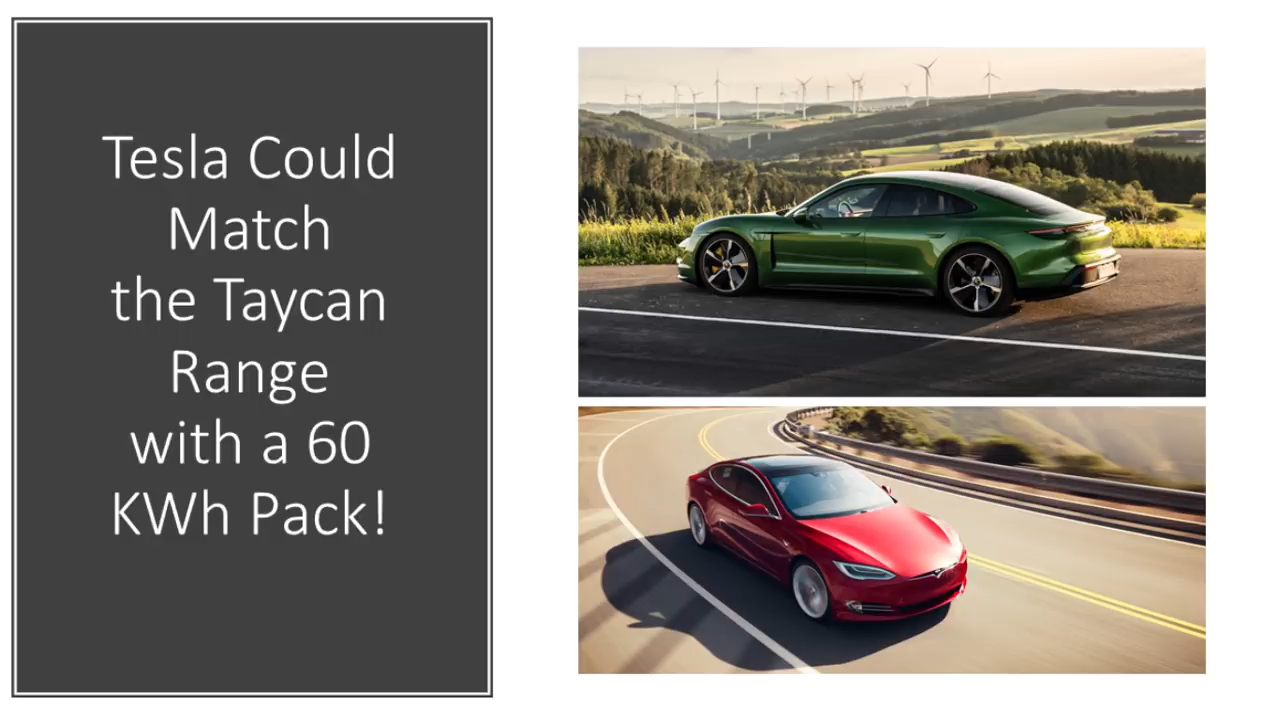 Tesla Could
Match
the Taycan
Range
with a 60
KWh Pack!